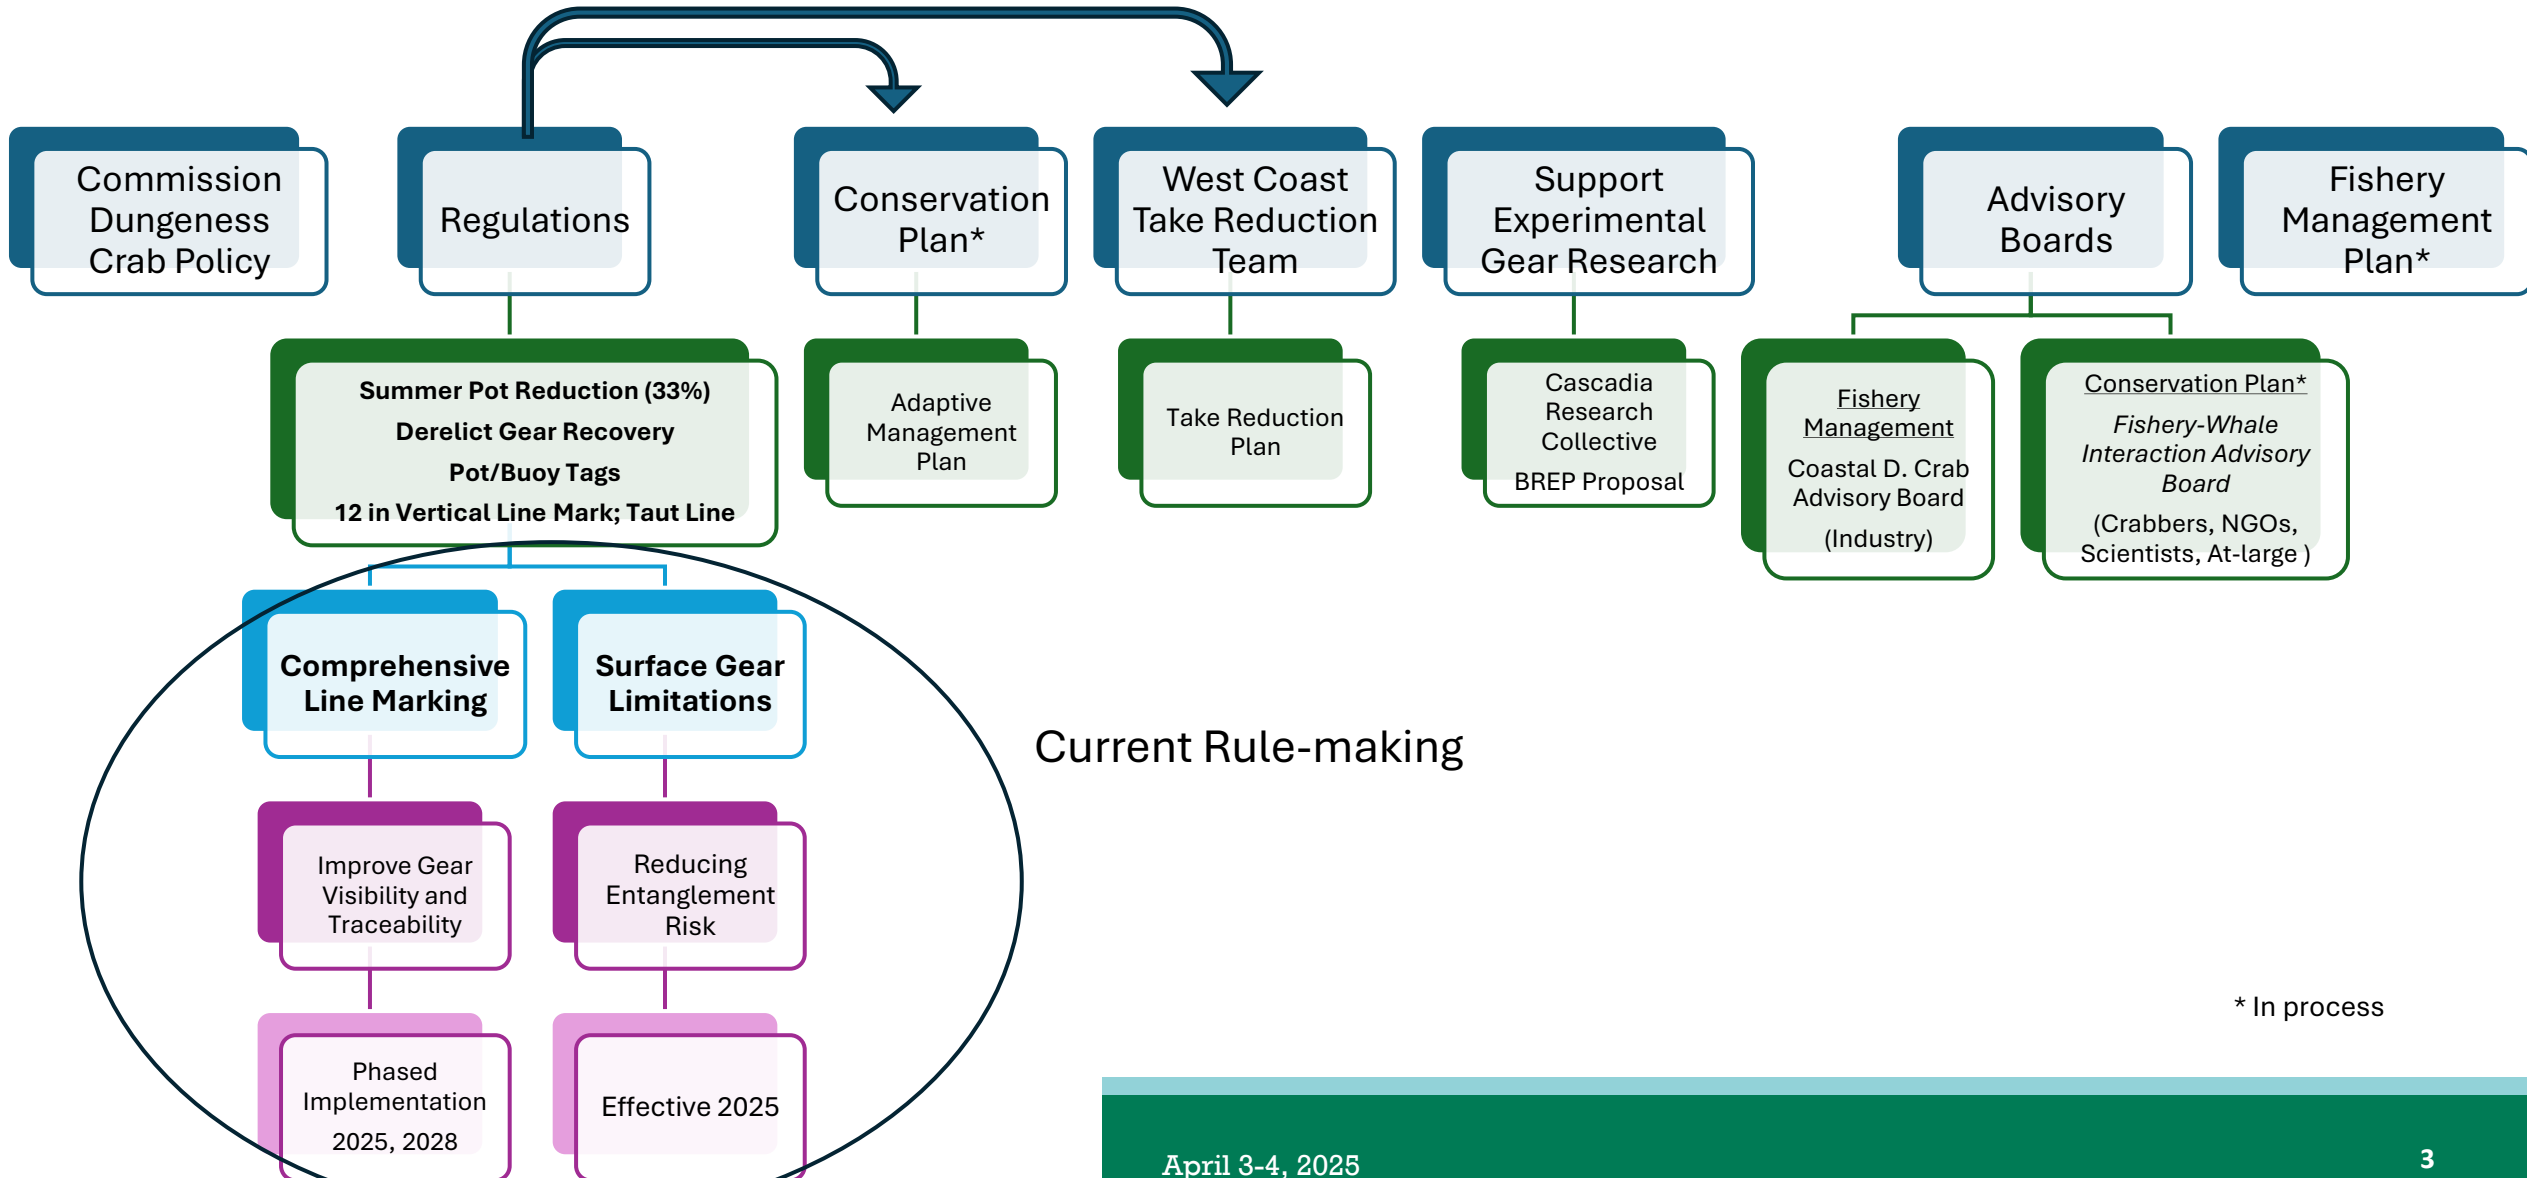 Commission
Dungeness
Crab Policy
Regulations
Conservation
Plan*
West Coast
Take Reduction
Team
Support
Experimental
Gear Research
Advisory
Boards
Fishery
Management
Plan*
Summer Pot Reduction (33%)
Derelict Gear Recovery
Pot/Buoy Tags
12 in Vertical Line Mark; Taut Line
Adaptive
Management
Plan
Take Reduction
Plan
Cascadia
Research
Collective
BREP Proposal
Fishery
Management
Coastal D. Crab
Advisory Board
(Industry)
Conservation Plan*
Fishery-Whale
Interaction Advisory
Board
(Crabbers, NGOs,
Scientists, At-large )
Comprehensive
Line Marking
Surface Gear
Limitations
Current Rule-making
Improve Gear
Visibility and
Traceability
Reducing
Entanglement
Risk
Phased
Implementation
2025, 2028
Effective 2025
* In process
April 3-4, 2025
3